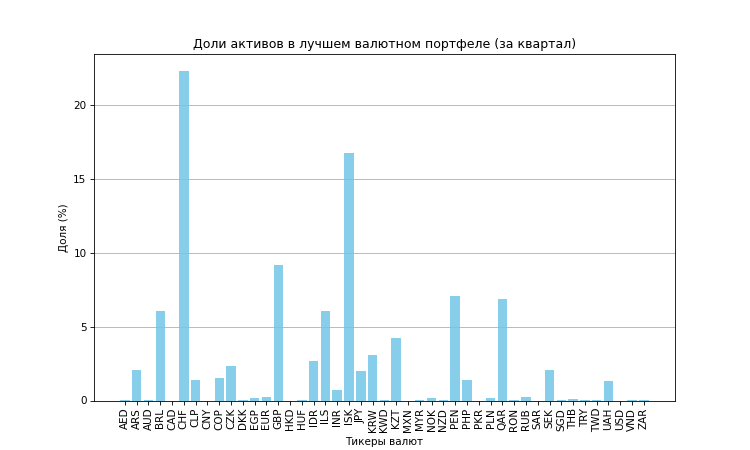 Доли активов в лучшем валютном портфеле (за квартал)
Доля (%)
20
15
10
5
0
AED ARS AUD BRL CAD CHF CLP CNY COP CZK DKK EGP EUR GBP HKD HUF IDR ILS INR ISK JPY KRW KWD KZT MXN MYR NOK NZD PEN PHP PKR PLN QAR RON RUB SAR SEK SGD THB TRY TWD UAH USD VND ZAR
Тикеры валют